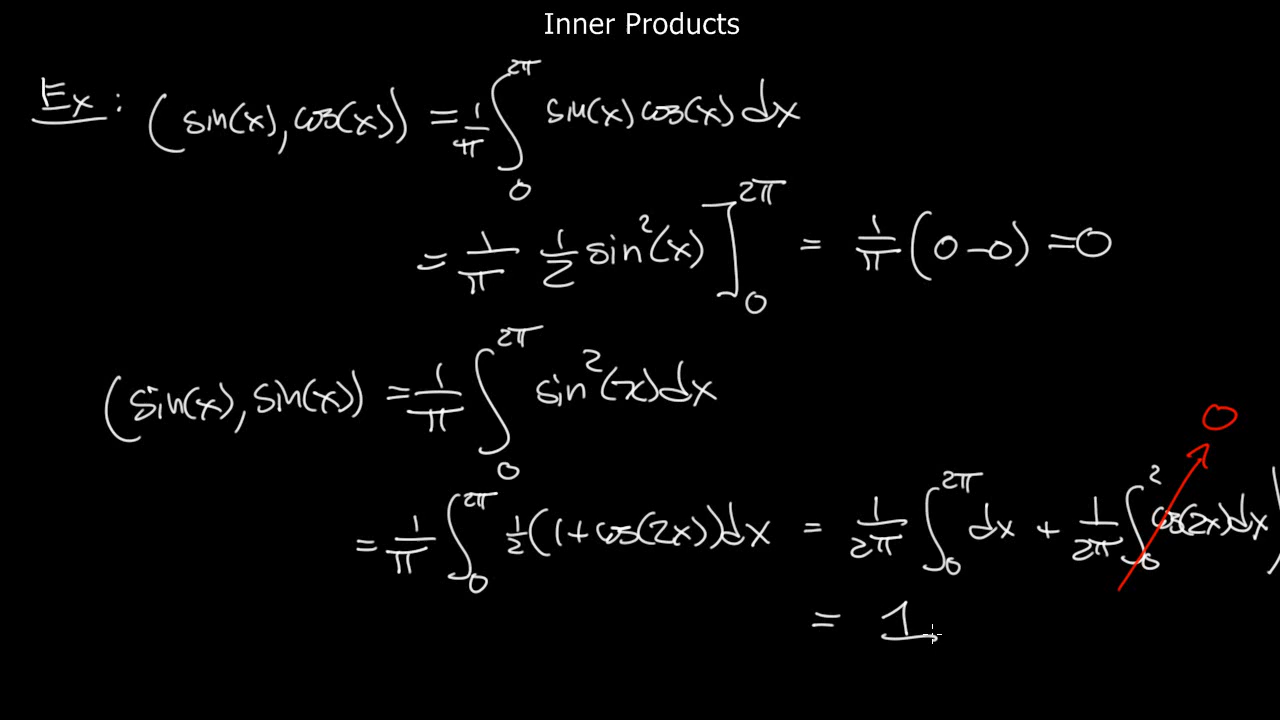 Inner Products
Ex: (sin(x), cos(x)) = 1/π ∫₀^2π sin(x) cos(x) dx
= 1/π 1/2 sin²(x) ]₀^2π = 1/π (0-0) = 0
(sin(x), sin(x)) = 1/π ∫₀^2π sin²(x) dx
0
= 1/π ∫₀^2π 1/2 (1 + cos(2x)) dx = 1/2π ∫₀^2π dx + 1/2π ∫₀^2 cos(2x) dx )
= 1